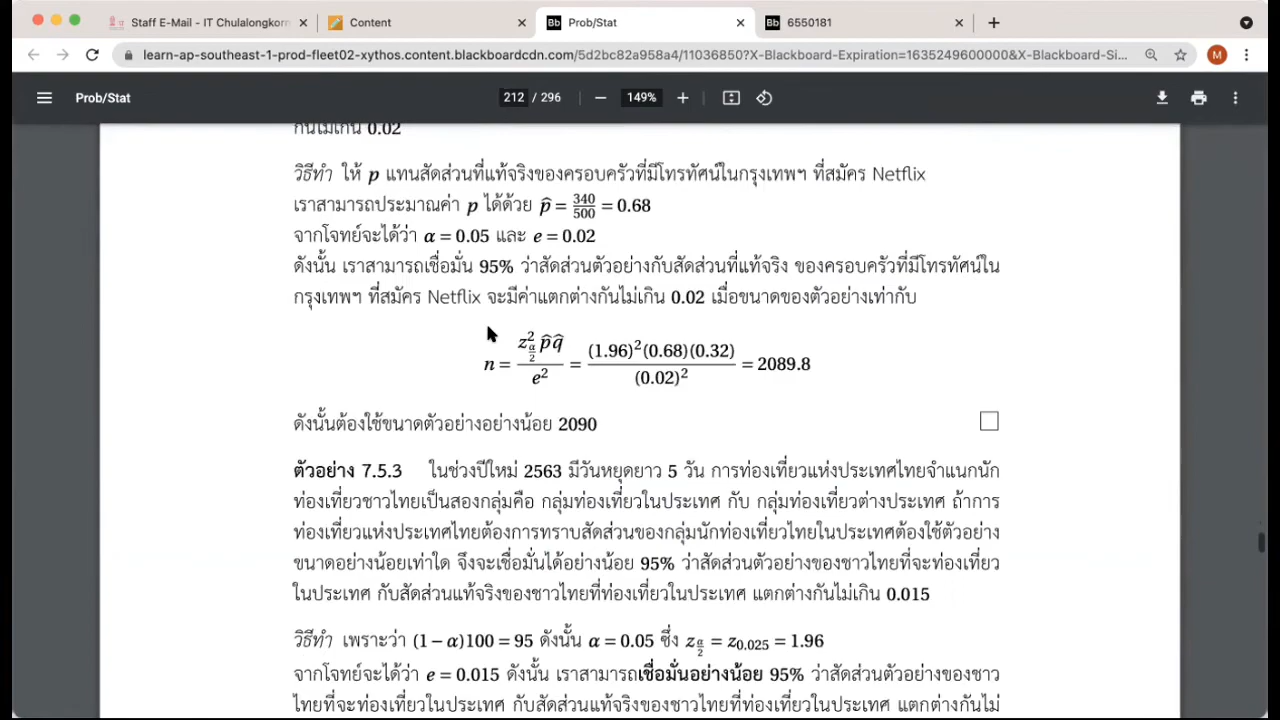 Staff E-Mail - IT Chulalongkorn
Content
Prob/Stat
6550181
learn-ap-southeast-1-prod-fleet02-xythos.content.blackboardcdn.com/5d2bc82a958a4/11036850?X-Blackboard-Expiration=1635249600000&X-Blackboard-Si...
M
Prob/Stat
212 / 296
149%
กันไม่เกิน 0.02
วิธีทำ ให้ p แทนสัดส่วนที่แท้จริงของครอบครัวที่มีโทรทัศน์ในกรุงเทพฯ ที่สมัคร Netflix
เราสามารถประมาณค่า p ได้ด้วย p̂ = 340/500 = 0.68
จากโจทย์จะได้ว่า α = 0.05 และ e = 0.02
ดังนั้น เราสามารถเชื่อมั่น 95% ว่าสัดส่วนตัวอย่างกับสัดส่วนที่แท้จริง ของครอบครัวที่มีโทรทัศน์ใน
กรุงเทพฯ ที่สมัคร Netflix จะมีค่าแตกต่างกันไม่เกิน 0.02 เมื่อขนาดของตัวอย่างเท่ากับ
n = z²_{α/2} p̂q̂ / e² = (1.96)²(0.68)(0.32) / (0.02)² = 2089.8
ดังนั้นต้องใช้ขนาดตัวอย่างอย่างน้อย 2090
ตัวอย่าง 7.5.3 ในช่วงปีใหม่ 2563 มีวันหยุดยาว 5 วัน การท่องเที่ยวแห่งประเทศไทยจำแนกนัก
ท่องเที่ยวชาวไทยเป็นสองกลุ่มคือ กลุ่มท่องเที่ยวในประเทศ กับ กลุ่มท่องเที่ยวต่างประเทศ ถ้าการ
ท่องเที่ยวแห่งประเทศไทยต้องการทราบสัดส่วนของกลุ่มนักท่องเที่ยวไทยในประเทศต้องใช้ตัวอย่าง
ขนาดอย่างน้อยเท่าใด จึงจะเชื่อมั่นได้อย่างน้อย 95% ว่าสัดส่วนตัวอย่างของชาวไทยที่จะท่องเที่ยว
ในประเทศ กับสัดส่วนแท้จริงของชาวไทยที่ท่องเที่ยวในประเทศ แตกต่างกันไม่เกิน 0.015
วิธีทำ เพราะว่า (1 − α)100 = 95 ดังนั้น α = 0.05 ซึ่ง z_{α/2} = z_{0.025} = 1.96
จากโจทย์จะได้ว่า e = 0.015 ดังนั้น เราสามารถเชื่อมั่นอย่างน้อย 95% ว่าสัดส่วนตัวอย่างของชาว
ไทยที่จะท่องเที่ยวในประเทศ กับสัดส่วนแท้จริงของชาวไทยที่ท่องเที่ยวในประเทศ แตกต่างกันไม่